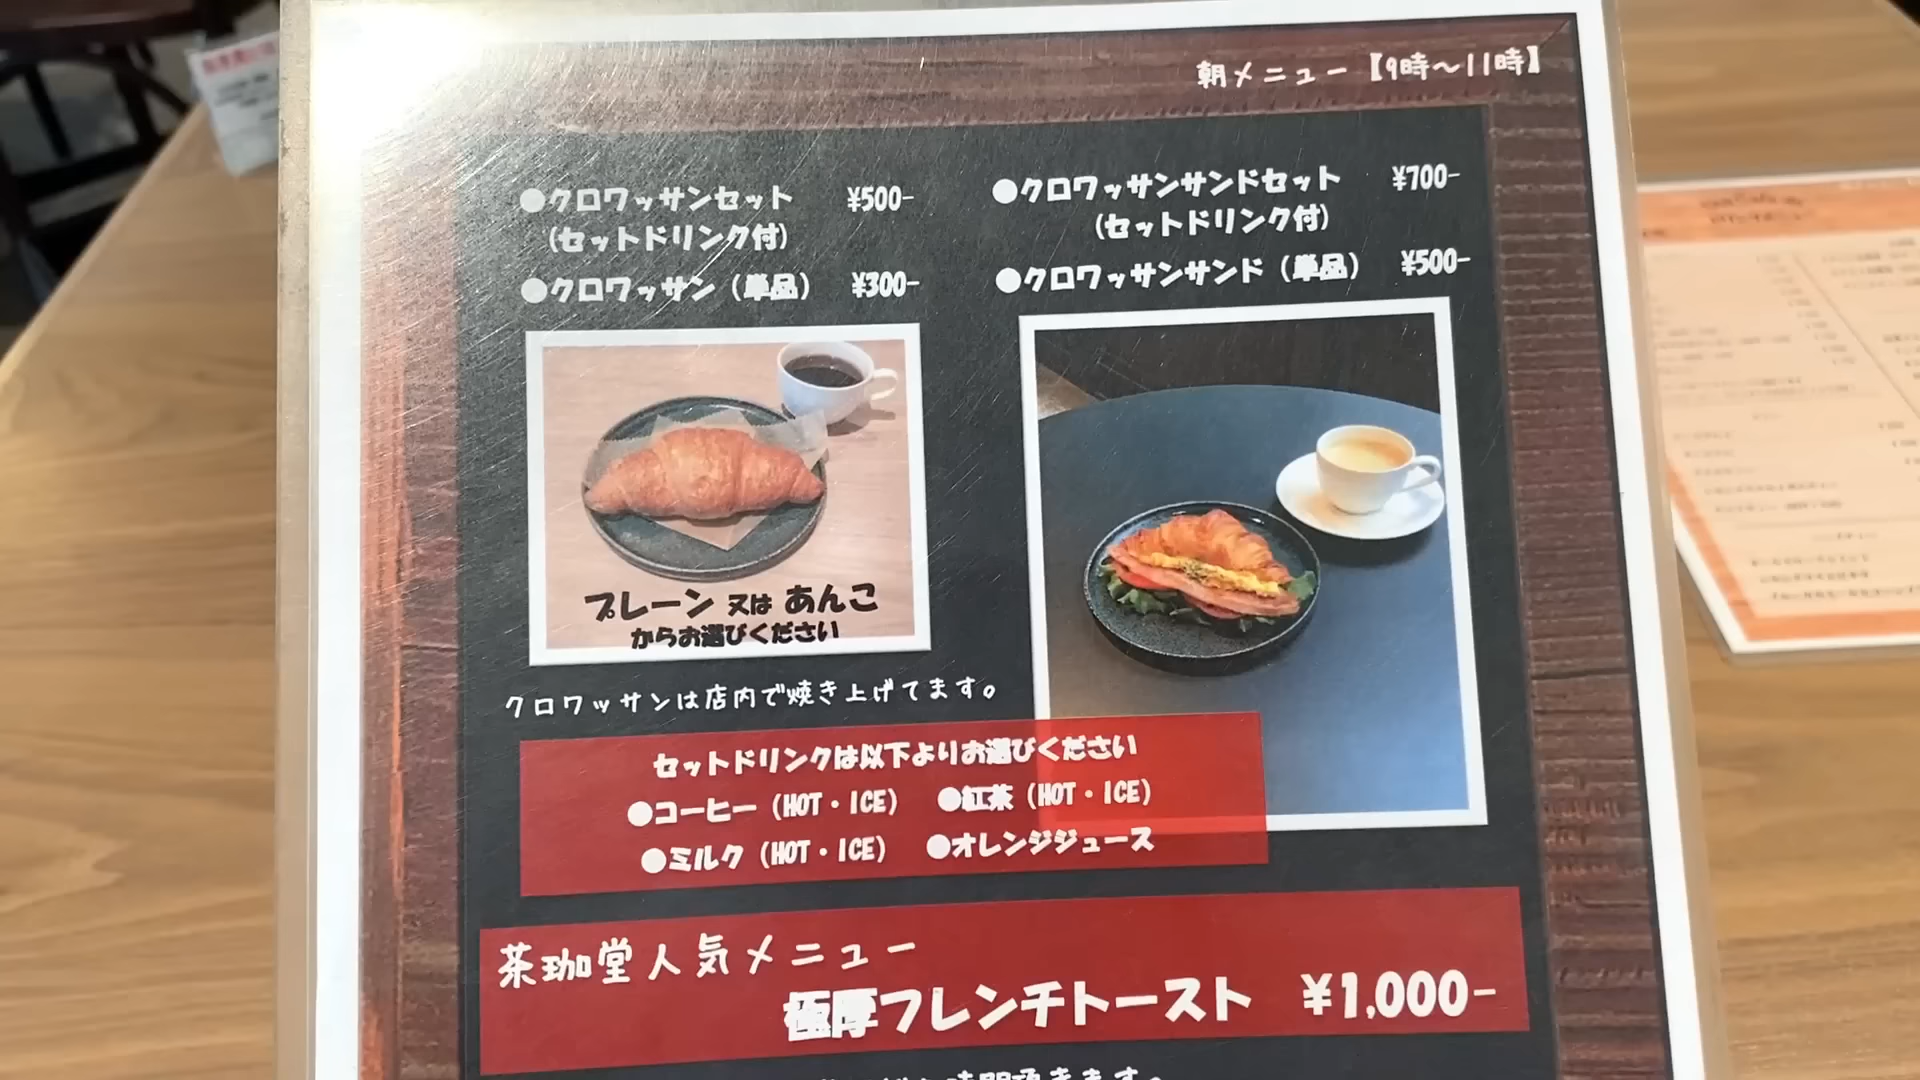 朝メニュー【9時～11時】
●クロワッサンセット ¥500-
(セットドリンク付)
●クロワッサン（単品） ¥300-
●クロワッサンサンドセット ¥700-
(セットドリンク付)
●クロワッサンサンド（単品） ¥500-
プレーン 又は あんこ
からお選びください
クロワッサンは店内で焼き上げてます。
セットドリンクは以下よりお選びください
●コーヒー（HOT・ICE） ●紅茶（HOT・ICE）
●ミルク（HOT・ICE） ●オレンジジュース
茶珈堂人気メニュー
極厚フレンチトースト ¥1,000-